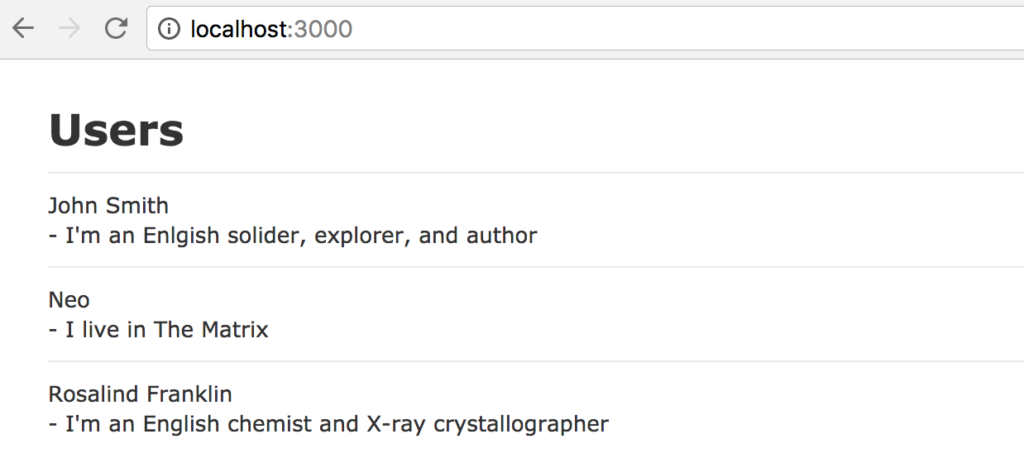 localhost:3000
Users
John Smith
- I'm an Enlgish solider, explorer, and author
Neo
- I live in The Matrix
Rosalind Franklin
- I'm an English chemist and X-ray crystallographer